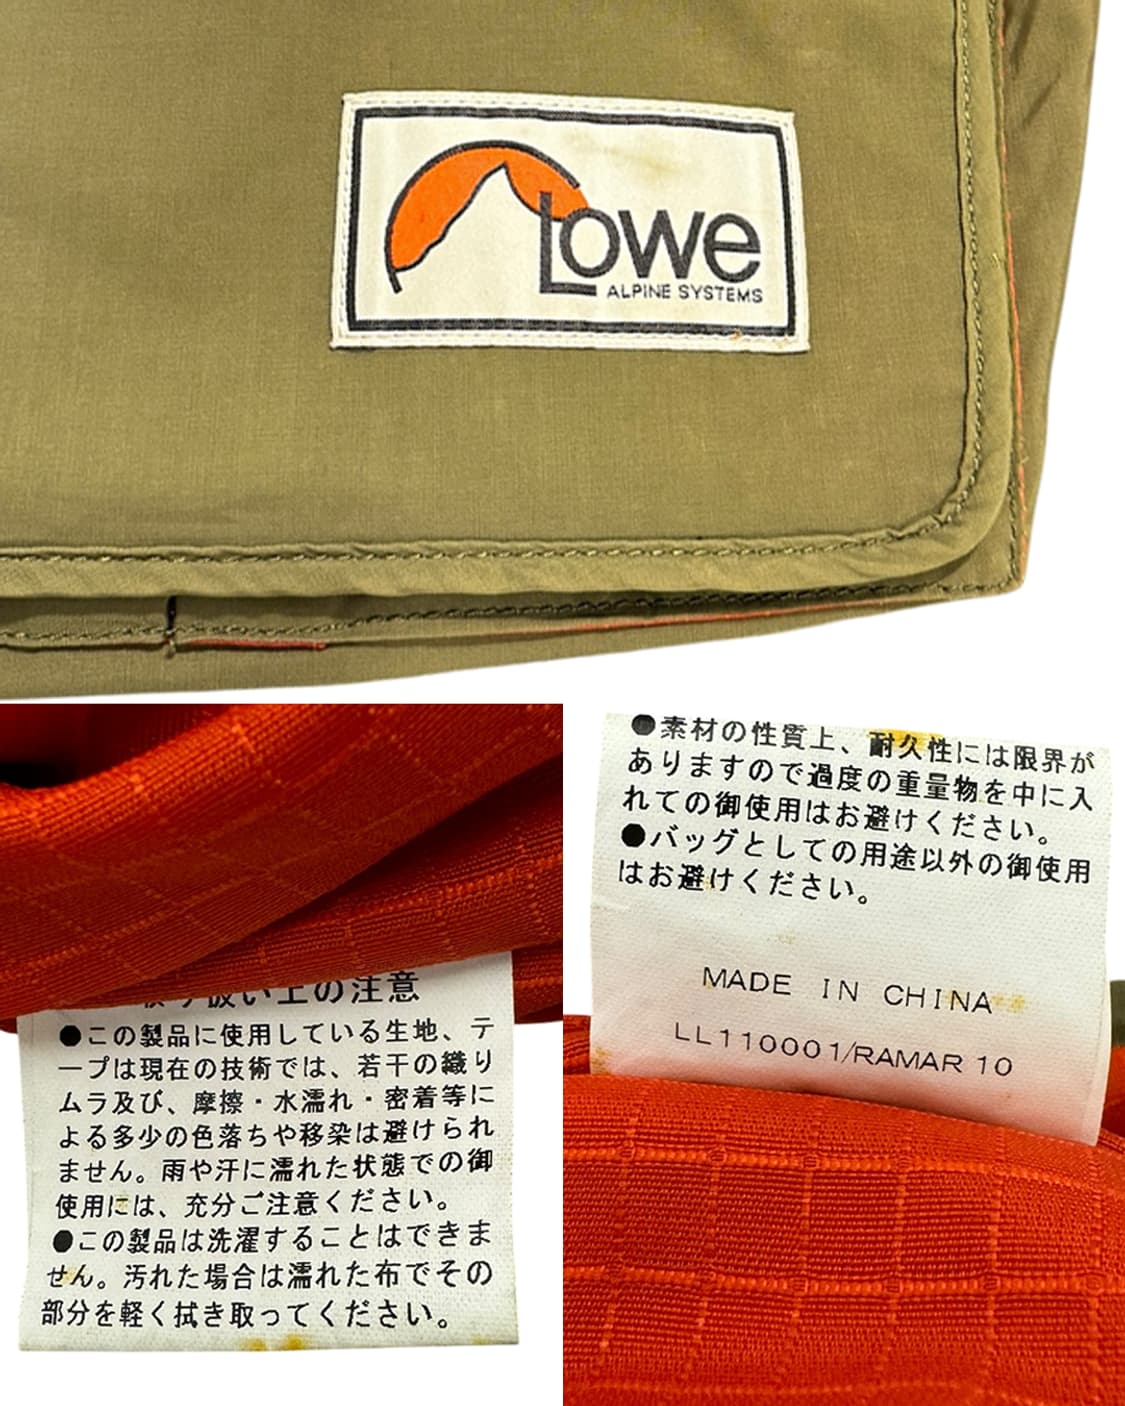 Lowe
ALPINE SYSTEMS
い上の注意
●この製品に使用している生地、テ
ープは現在の技術では、若干の織り
ムラ及び、摩擦・水濡れ・密着等に
よる多少の色落ちや移染は避けられ
ません。雨や汗に濡れた状態での御
使用には、充分ご注意ください。
●この製品は洗濯することはできま
せん。汚れた場合は濡れた布でその
部分を軽く拭き取ってください。
●素材の性質上、耐久性には限界が
ありますので過度の重量物を中に入
れての御使用はお避けください。
●バッグとしての用途以外の御使用
はお避けください。
MADE IN CHINA
LL110001/RAMAR 10